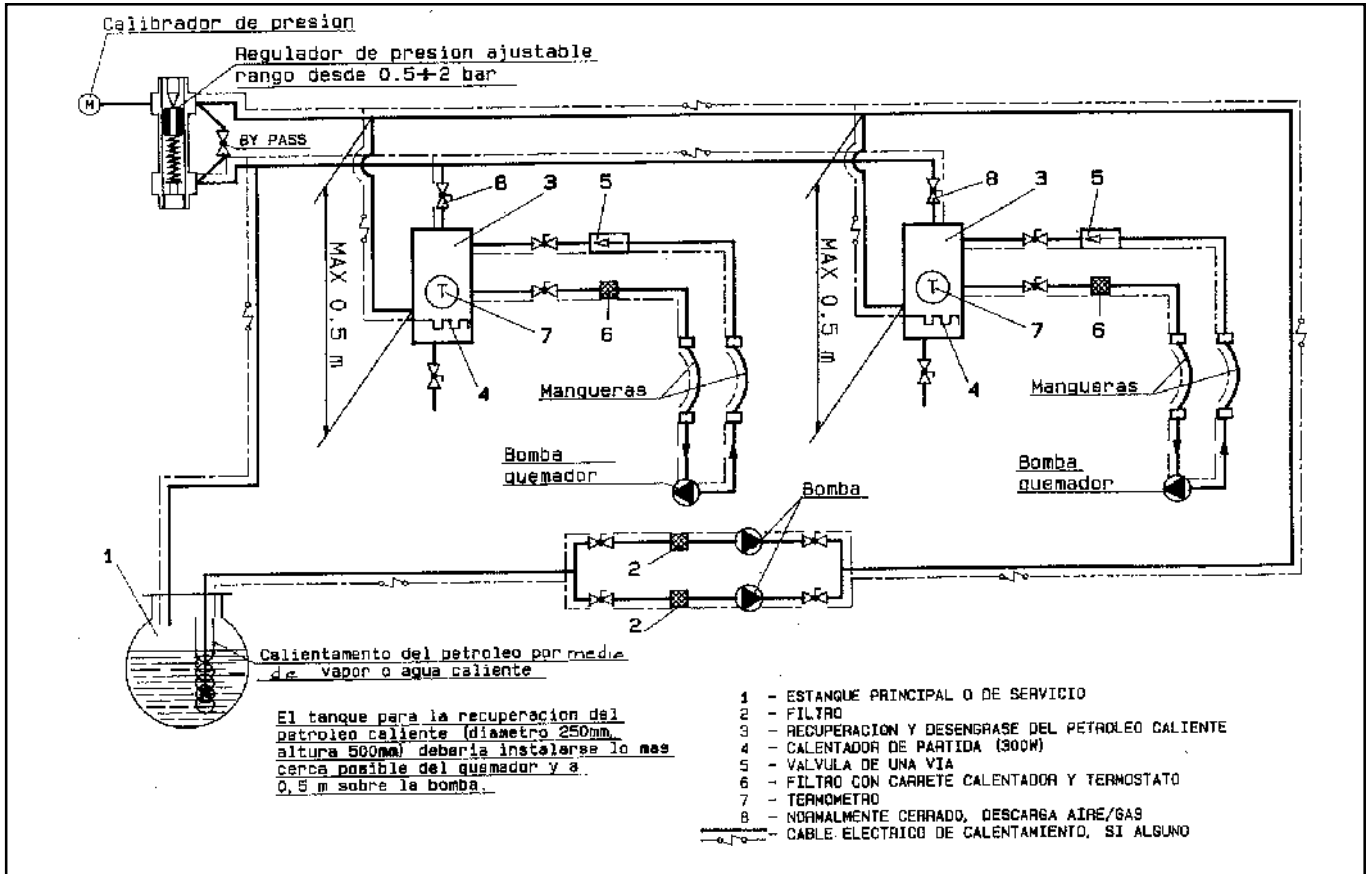 Calibrador de presion
Regulador de presion ajustable
rango desde 0.5÷2 bar
M
BY PASS
8
3
5
8
3
5
MAX 0,5 m
T
6
7
4
MAX 0,5 m
T
6
7
4
Mangueras
Mangueras
Bomba
quemador
Bomba
Bomba
quemador
1
2
2
Calientamento del petroleo por medie
de vapor o agua caliente
El tanque para la recuperacion del
petroleo caliente (diametro 250mm,
altura 500mm) deberia instalarse lo mas
cerca posible del quemador y a
0,5 m sobre la bomba.
1 - ESTANQUE PRINCIPAL O DE SERVICIO
2 - FILTRO
3 - RECUPERACION Y DESENGRASE DEL PETROLEO CALIENTE
4 - CALENTADOR DE PARTIDA (300W)
5 - VALVULA DE UNA VIA
6 - FILTRO CON CARRETE CALENTADOR Y TERMOSTATO
7 - TERMOMETRO
8 - NORMALMENTE CERRADO, DESCARGA AIRE/GAS
- CABLE ELECTRICO DE CALENTAMIENTO, SI ALGUNO